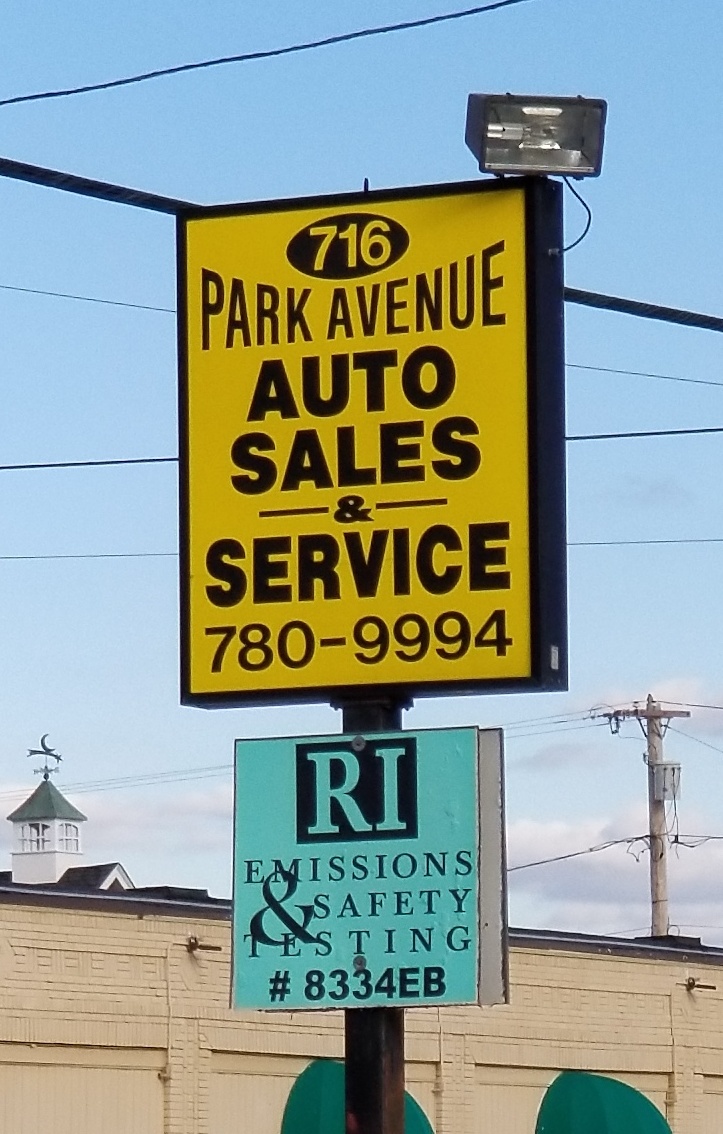 716
PARK AVENUE
AUTO
SALES
&
SERVICE
780-9994
RI
EMISSIONS
& SAFETY
TESTING
# 8334EB